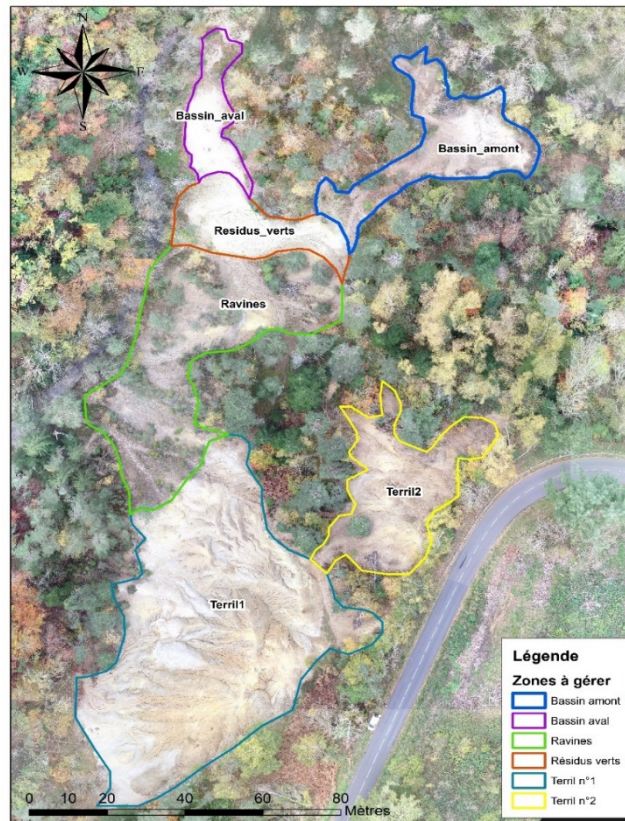 N
W
E
S
Bassin_aval
Bassin_amont
Residus_verts
Ravines
Terril2
Terril1
Légende
Zones à gérer
Bassin amont
Bassin aval
Ravines
Résidus verts
Terril n°1
Terril n°2
0 10 20 40 60 80
Mètres